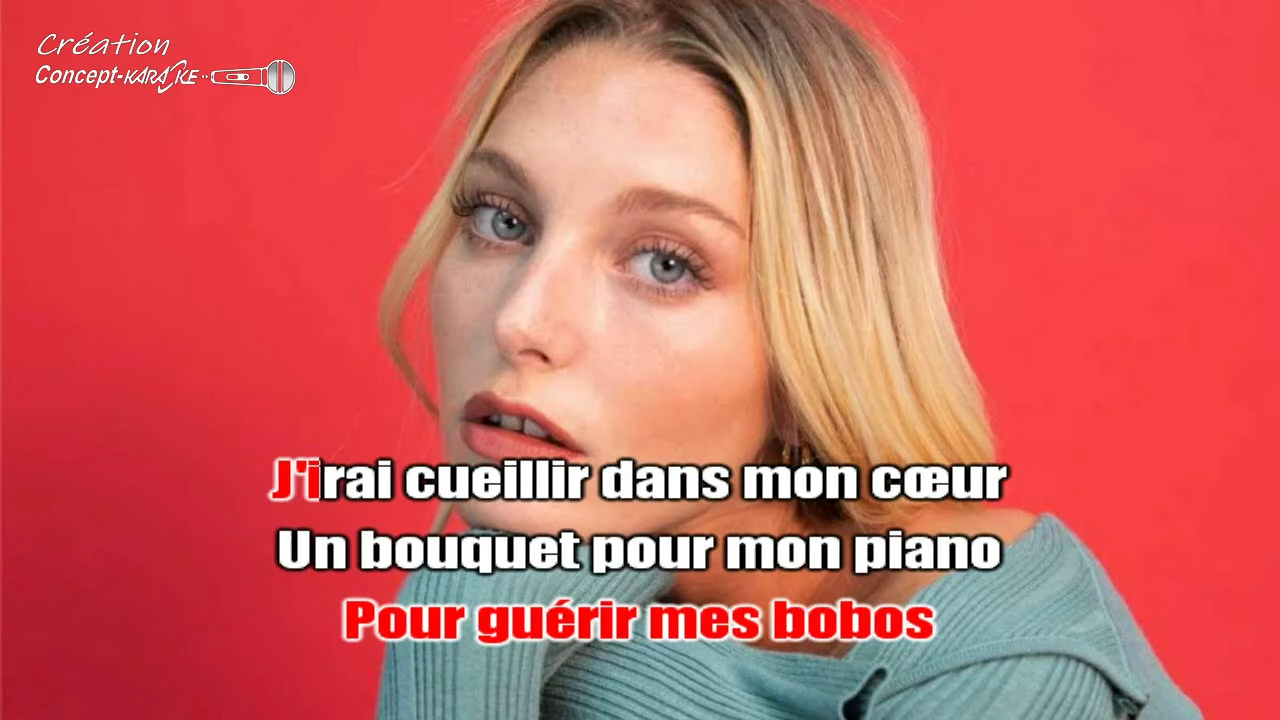 Création
Concept-KARAOKE
J'irai cueillir dans mon cœur
Un bouquet pour mon piano
Pour guérir mes bobos